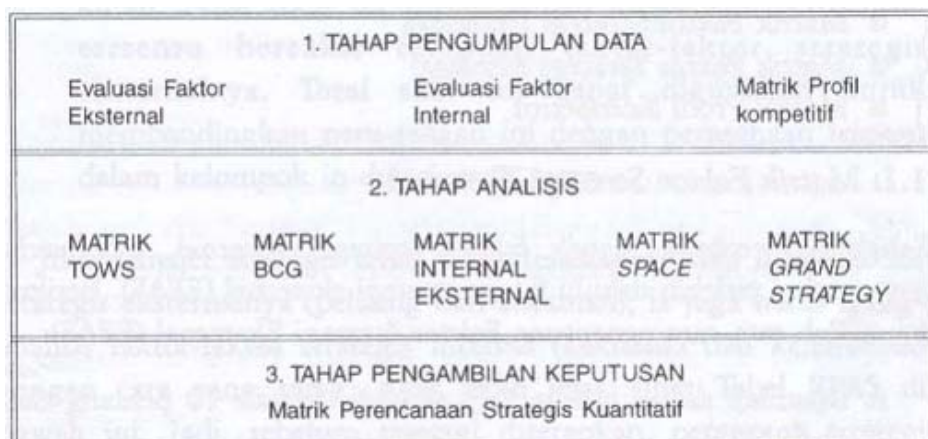 1. TAHAP PENGUMPULAN DATA
Evaluasi Faktor Eksternal
Evaluasi Faktor Internal
Matrik Profil kompetitif
2. TAHAP ANALISIS
MATRIK TOWS
MATRIK BCG
MATRIK INTERNAL EKSTERNAL
MATRIK SPACE
MATRIK GRAND STRATEGY
3. TAHAP PENGAMBILAN KEPUTUSAN
Matrik Perencanaan Strategis Kuantitatif